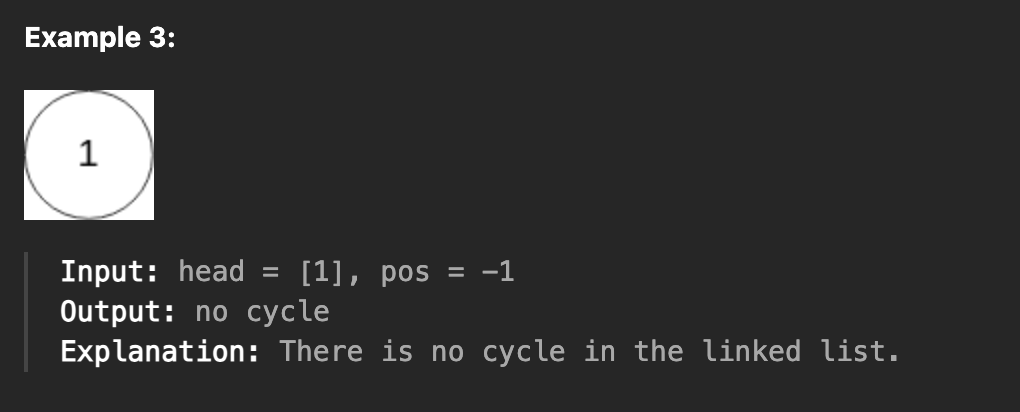 Example 3:
1
Input: head = [1], pos = -1
Output: no cycle
Explanation: There is no cycle in the linked list.